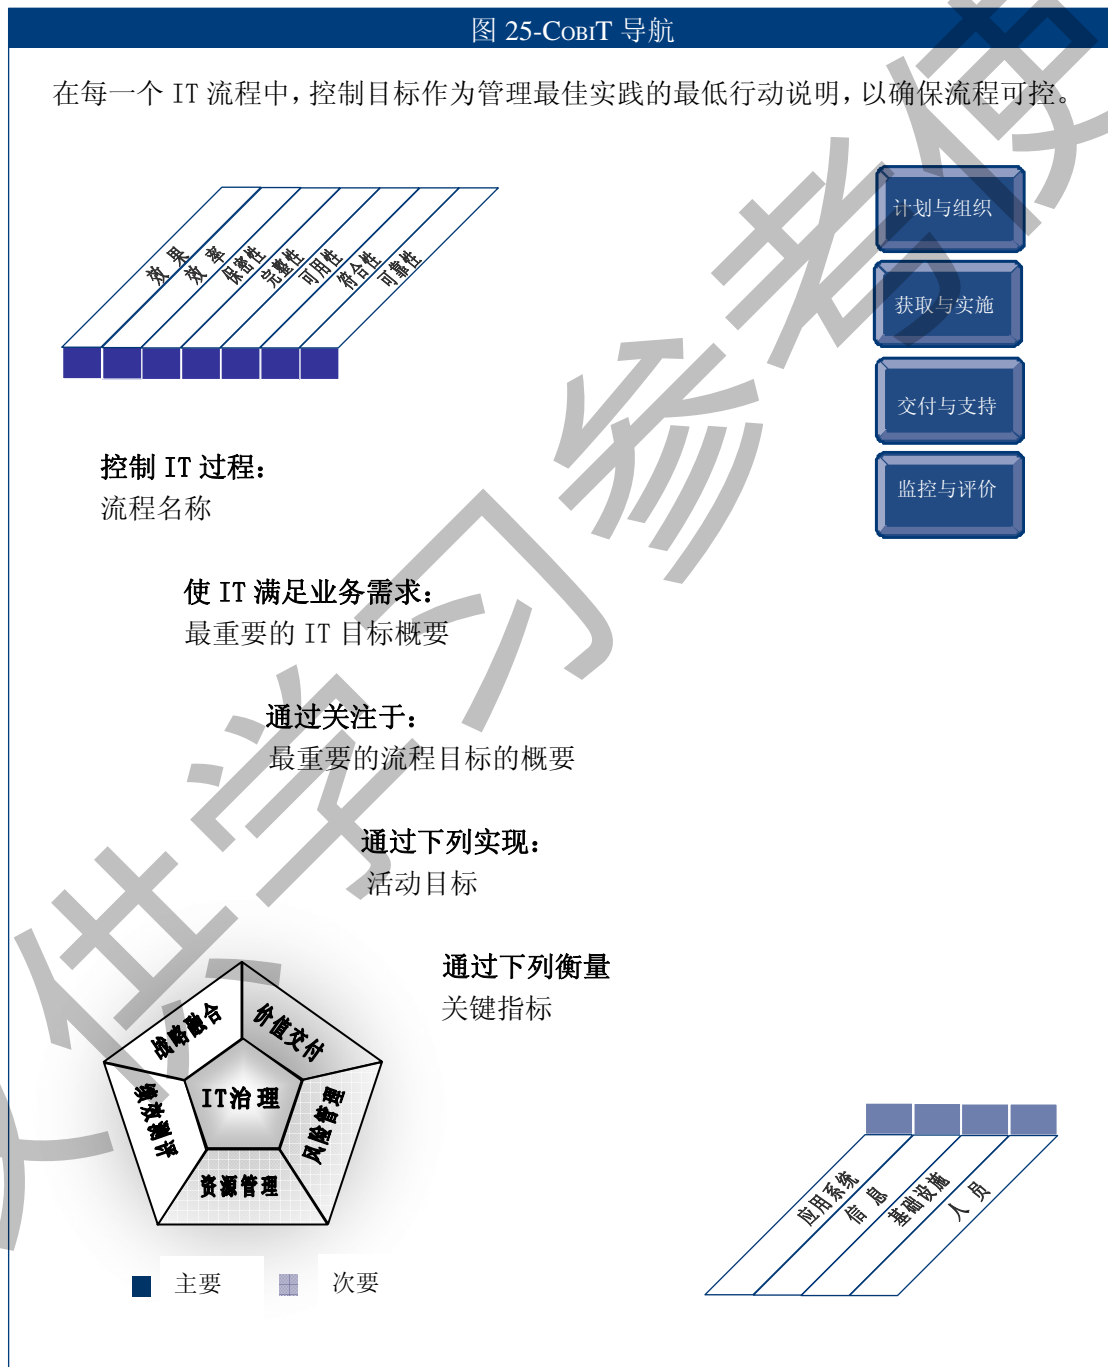 图 25-COBIT 导航
在每一个 IT 流程中，控制目标作为管理最佳实践的最低行动说明，以确保流程可控。
效果
效率
保密性
完整性
可用性
符合性
可靠性
计划与组织
获取与实施
交付与支持
监控与评价
控制 IT 过程：
流程名称
使 IT 满足业务需求：
最重要的 IT 目标概要
通过关注于：
最重要的流程目标的概要
通过下列实现：
活动目标
通过下列衡量
关键指标
战略融合
价值交付
IT治理
绩效测评
风险管理
资源管理
应用系统
信息
基础设施
人员
主要
次要
仅供学习参考使